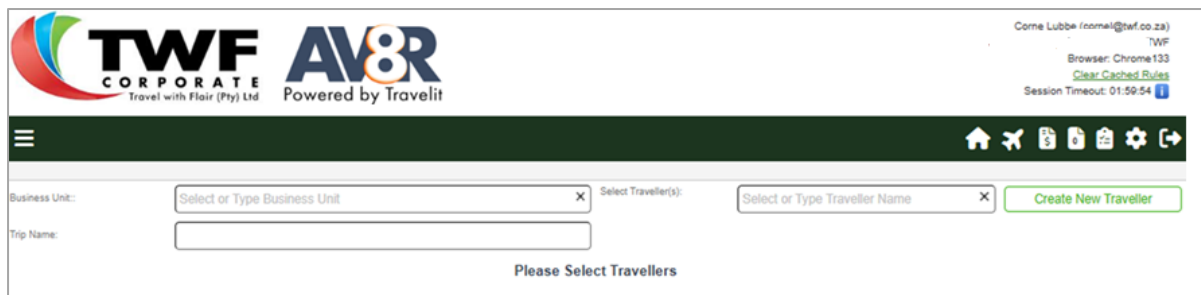 TWF
CORPORATE
Travel with Flair (Pty) Ltd
AV8R
Powered by Travelit
Corne Lubbe (cornel@twf.co.za)
TWF
Browser: Chrome133
Clear Cached Rules
Session Timeout: 01:59:54 i
Business Unit:: Select or Type Business Unit × Select Traveller(s): Select or Type Traveller Name × Create New Traveller
Trip Name:
Please Select Travellers